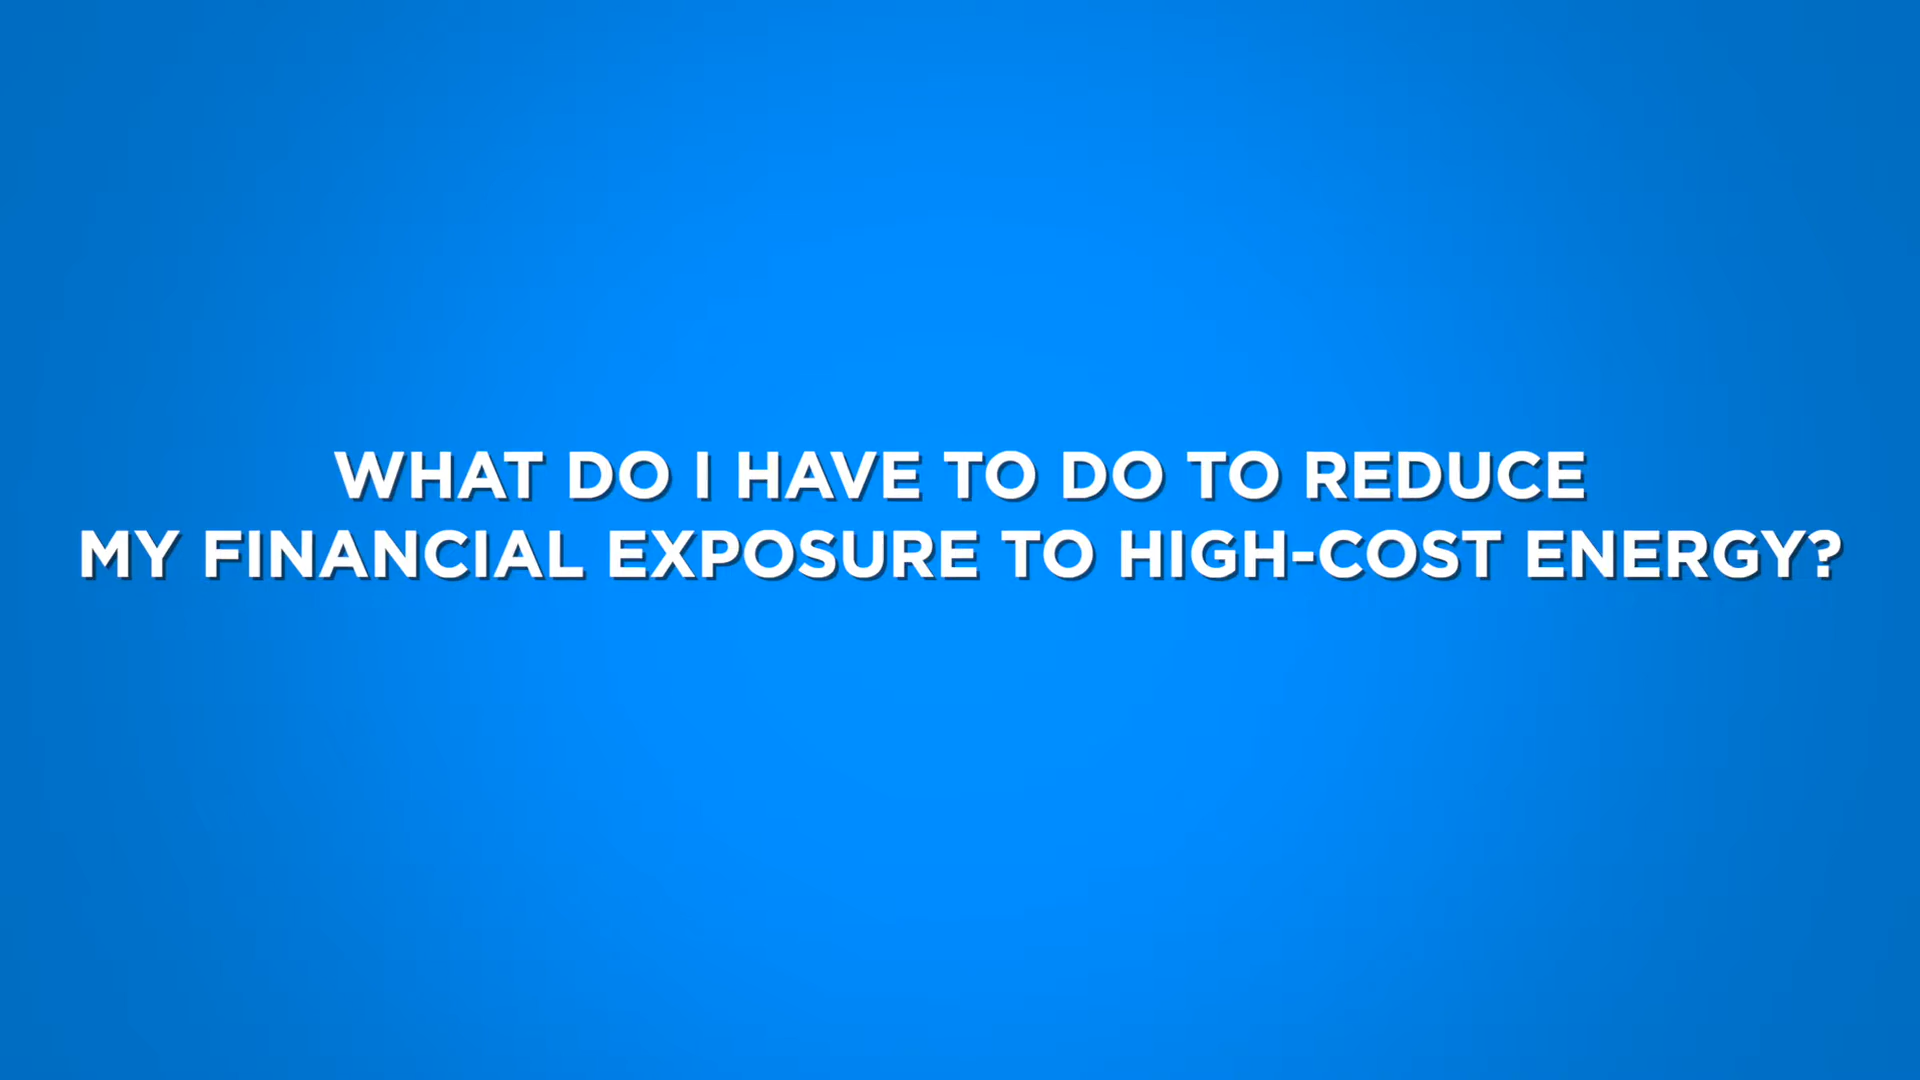 WHAT DO I HAVE TO DO TO REDUCE
MY FINANCIAL EXPOSURE TO HIGH-COST ENERGY?